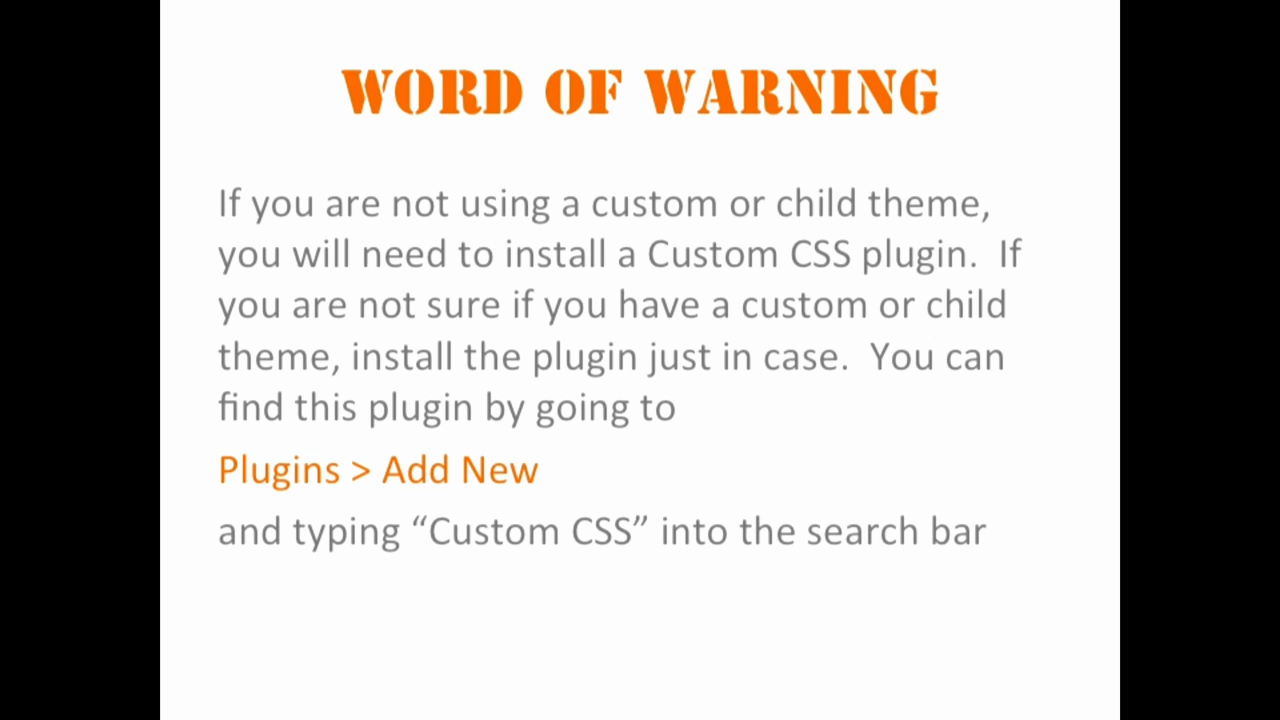 WORD OF WARNING
If you are not using a custom or child theme,
you will need to install a Custom CSS plugin.  If
you are not sure if you have a custom or child
theme, install the plugin just in case.  You can
find this plugin by going to
Plugins > Add New
and typing “Custom CSS” into the search bar